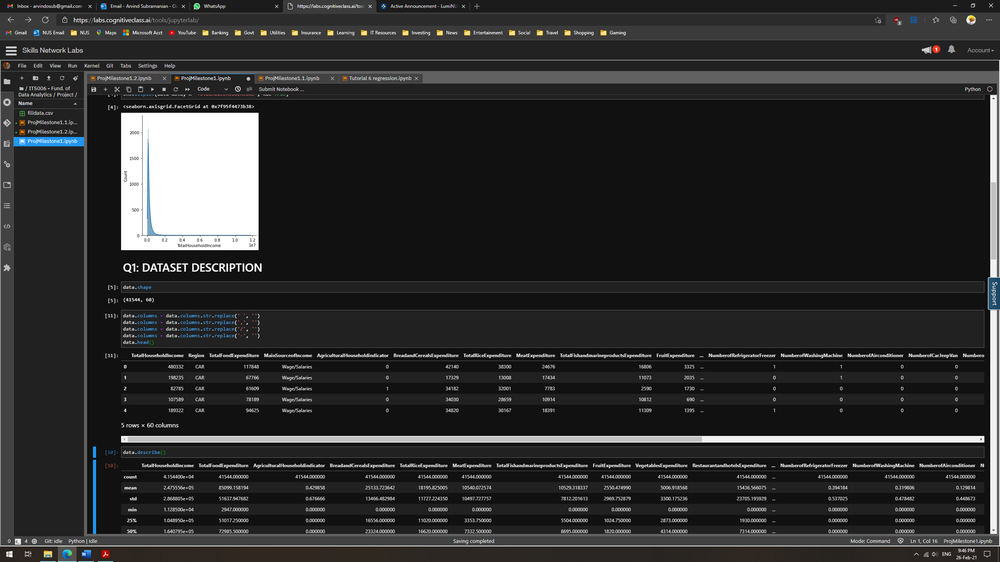 Inbox - arvindosub@gmail.com -
Email - Arvind Subramanian - Ou
WhatsApp
https://labs.cognitiveclass.ai/tool
Active Announcement - LumiNU
https://labs.cognitiveclass.ai/tools/jupyterlab/
3
Gmail
NUS Email
NUS
Maps
Microsoft Acct
YouTube
Banking
Govt
Utilities
Insurance
Learning
IT Resources
Investing
News
Entertainment
Social
Travel
Shopping
Gaming
Skills Network Labs
1
Account
File Edit View Run Kernel Git Tabs Settings Help
/ IT5006 - Fund. of
Data Analytics / Project /
Name
filidata.csv
ProjMilestone1.1.ip...
ProjMilestone1.2.ip...
ProjMilestone1.ipynb
ProjMilestone1.2.ipynb
ProjMilestone1.ipynb
ProjMilestone1.1.ipynb
Tutorial 6 regression.ipynb
Code
git
Submit Notebook ...
Python
[4]: <seaborn.axisgrid.FacetGrid at 0x7f95f4473b38>
2000
1500
1000
500
0
Count
0.0 0.2 0.4 0.6 0.8 1.0 1.2
1e7
TotalHouseholdIncome
Q1: DATASET DESCRIPTION
[5]: data.shape
[5]: (41544, 60)
[11]: data.columns = data.columns.str.replace(' ', '')
data.columns = data.columns.str.replace(',', '')
data.columns = data.columns.str.replace('/', '')
data.columns = data.columns.str.replace('-', '')
data.head()
[11]: TotalHouseholdIncome Region TotalFoodExpenditure MainSourceofIncome AgriculturalHouseholdindicator BreadandCerealsExpenditure TotalRiceExpenditure MeatExpenditure TotalFishandmarineproductsExpenditure FruitExpenditure ... NumberofRefrigeratorFreezer NumberofWashingMachine NumberofAirconditioner NumberofCarJeepVan Numbero
0 480332 CAR 117848 Wage/Salaries 0 42140 38300 24676 16806 3325 ... 1 1 0 0
1 198235 CAR 67766 Wage/Salaries 0 17329 13008 17434 11073 2035 ... 0 1 0 0
2 82785 CAR 61609 Wage/Salaries 1 34182 32001 7783 2590 1730 ... 0 0 0 0
3 107589 CAR 78189 Wage/Salaries 0 34030 28659 10914 10812 690 ... 0 0 0 0
4 189322 CAR 94625 Wage/Salaries 0 34820 30167 18391 11309 1395 ... 1 0 0 0
5 rows × 60 columns
[10]: data.describe()
[10]: TotalHouseholdIncome TotalFoodExpenditure AgriculturalHouseholdindicator BreadandCerealsExpenditure TotalRiceExpenditure MeatExpenditure TotalFishandmarineproductsExpenditure FruitExpenditure VegetablesExpenditure RestaurantandhotelsExpenditure ... NumberofRefrigeratorFreezer NumberofWashingMachine NumberofAirconditioner N
count 4.154400e+04 41544.000000 41544.000000 41544.000000 41544.000000 41544.000000 41544.000000 41544.000000 41544.000000 41544.000000 ... 41544.000000 41544.000000 41544.000000
mean 2.475556e+05 85099.158194 0.429858 25133.723642 18195.825005 10540.072574 10529.318337 2550.474990 5006.918568 15436.566075 ... 0.394184 0.319806 0.129814
std 2.868805e+05 51637.947682 0.676666 13466.482984 11727.224350 10497.727757 7812.201613 2969.752879 3300.175236 23705.195929 ... 0.537025 0.478482 0.448673
min 1.128500e+04 2947.000000 0.000000 0.000000 0.000000 0.000000 0.000000 0.000000 0.000000 0.000000 ... 0.000000 0.000000 0.000000
25% 1.048950e+05 51017.250000 0.000000 16556.000000 11020.000000 3353.750000 5504.000000 1024.750000 2873.000000 1930.000000 ... 0.000000 0.000000 0.000000
50% 1.640795e+05 72985.500000 0.000000 23324.000000 16620.000000 7332.500000 8695.000000 1820.000000 4314.000000 7314.000000 ... 0.000000 0.000000 0.000000
Support
0 4 Git: idle Python | Idle
Saving completed
Mode: Command
Ln 1, Col 16
ProjMilestone1.ipynb
ENG
9:46 PM
26-Feb-21